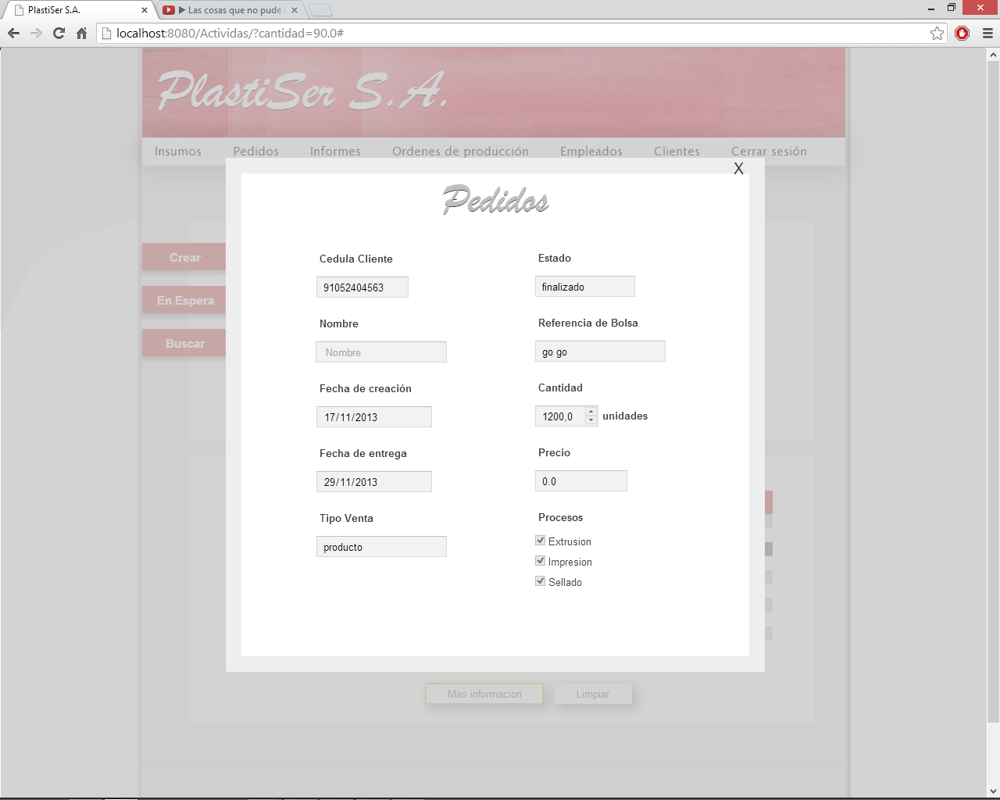 PlastiSer S.A.
▶ Las cosas que no pude
localhost:8080/Actividas/?cantidad=90.0#
PlastiSer S.A.
Insumos Pedidos Informes Ordenes de producción Empleados Clientes Cerrar sesión
X
Pedidos
Crear
En Espera
Buscar
Cedula Cliente
91052404563
Nombre
Nombre
Fecha de creación
17/11/2013
Fecha de entrega
29/11/2013
Tipo Venta
producto
Estado
finalizado
Referencia de Bolsa
go go
Cantidad
1200,0 unidades
Precio
0.0
Procesos
Extrusion
Impresion
Sellado
Mas informacion Limpiar